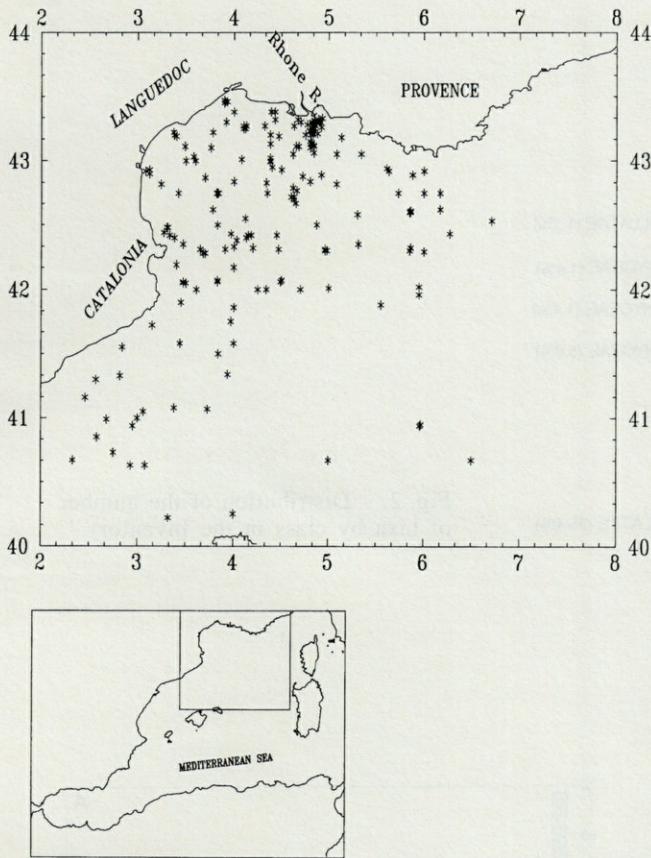 2 3 4 5 6 7 8
44 44
Rhone R.
LANGUEDOC
PROVENCE
43 43
CATALONIA
42 42
41 41
40 40
2 3 4 5 6 7 8
MEDITERRANEAN SEA